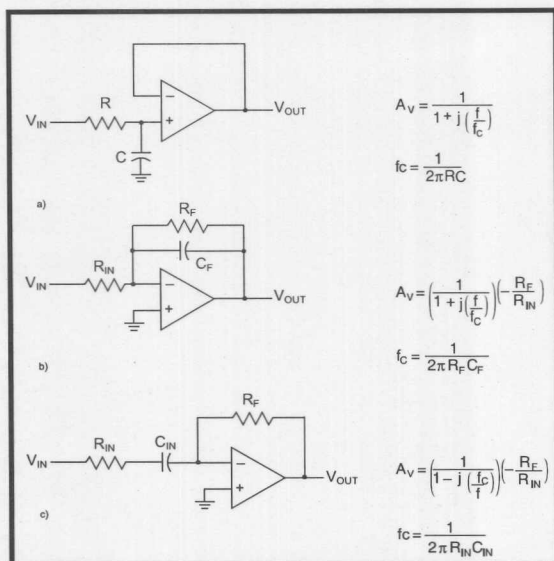 R
V_IN
C
−
+
V_OUT
A_V = 1 / (1 + j(f/f_C))
f_C = 1 / (2πRC)
a)
R_F
C_F
R_IN
V_IN
−
+
V_OUT
A_V = (1 / (1 + j(f/f_C)))(−R_F/R_IN)
f_C = 1 / (2πR_F C_F)
b)
R_F
R_IN
C_IN
V_IN
−
+
V_OUT
A_V = (1 / (1 − j(f_C/f)))(−R_F/R_IN)
f_C = 1 / (2πR_IN C_IN)
c)